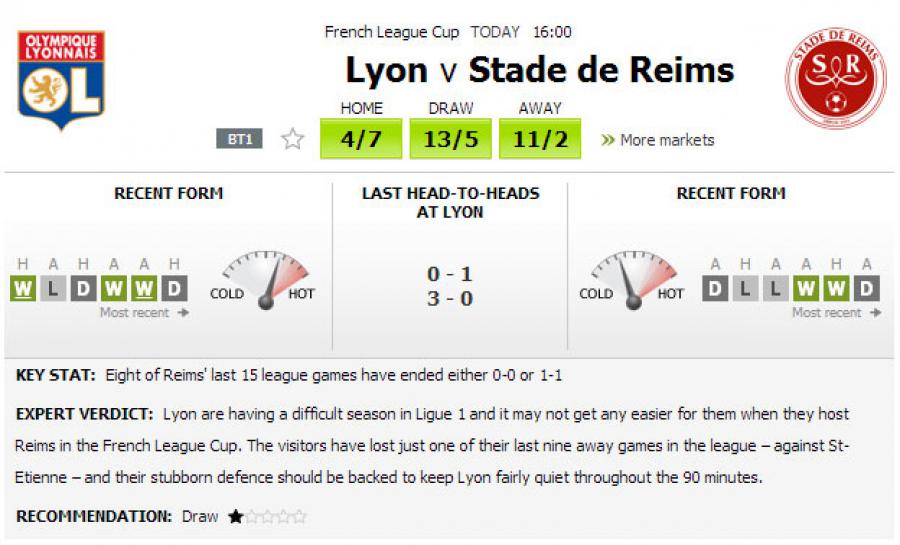 French League Cup TODAY 16:00
OLYMPIQUE
LYONNAIS
OL
STADE DE REIMS
SR
Lyon v Stade de Reims
HOME DRAW AWAY
BT1 4/7 13/5 11/2 » More markets
RECENT FORM
H A H A A H
W L D W W D
Most recent
COLD HOT
LAST HEAD-TO-HEADS
AT LYON
0 - 1
3 - 0
RECENT FORM
COLD HOT
A H A A H A
D L L W W D
Most recent
KEY STAT: Eight of Reims' last 15 league games have ended either 0-0 or 1-1
EXPERT VERDICT: Lyon are having a difficult season in Ligue 1 and it may not get any easier for them when they host
Reims in the French League Cup. The visitors have lost just one of their last nine away games in the league – against St-
Etienne – and their stubborn defence should be backed to keep Lyon fairly quiet throughout the 90 minutes.
RECOMMENDATION: Draw